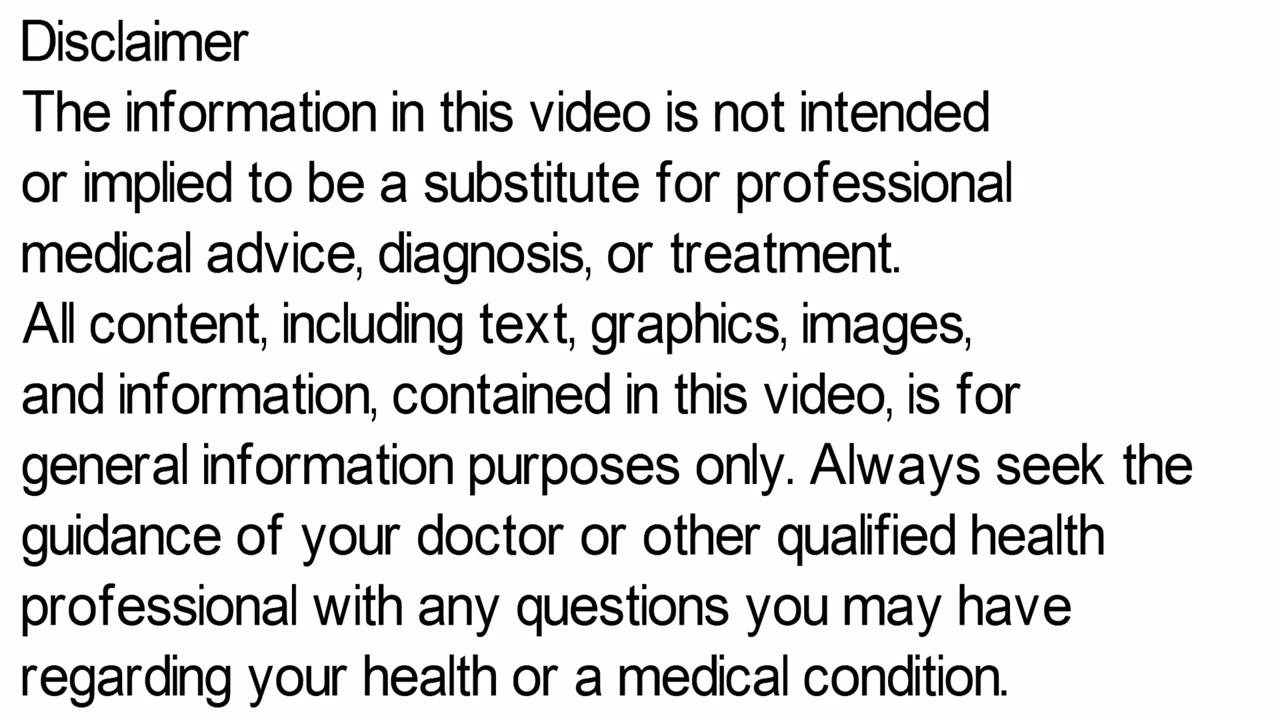 Disclaimer
The information in this video is not intended
or implied to be a substitute for professional
medical advice, diagnosis, or treatment.
All content, including text, graphics, images,
and information, contained in this video, is for
general information purposes only. Always seek the
guidance of your doctor or other qualified health
professional with any questions you may have
regarding your health or a medical condition.